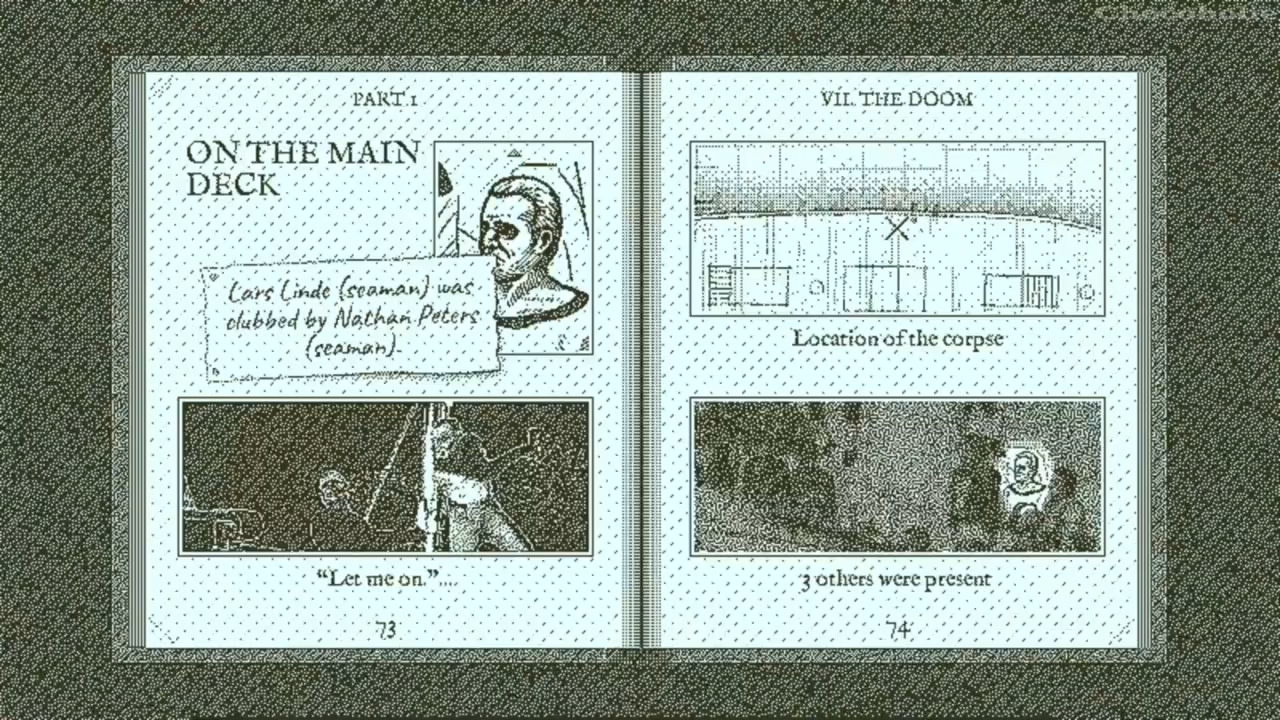 PART 1
ON THE MAIN
DECK
Lars Linde (seaman) was
clubbed by Nathan Peters
(seaman).
"Let me on."....
73
VII. THE DOOM
Location of the corpse
3 others were present
74